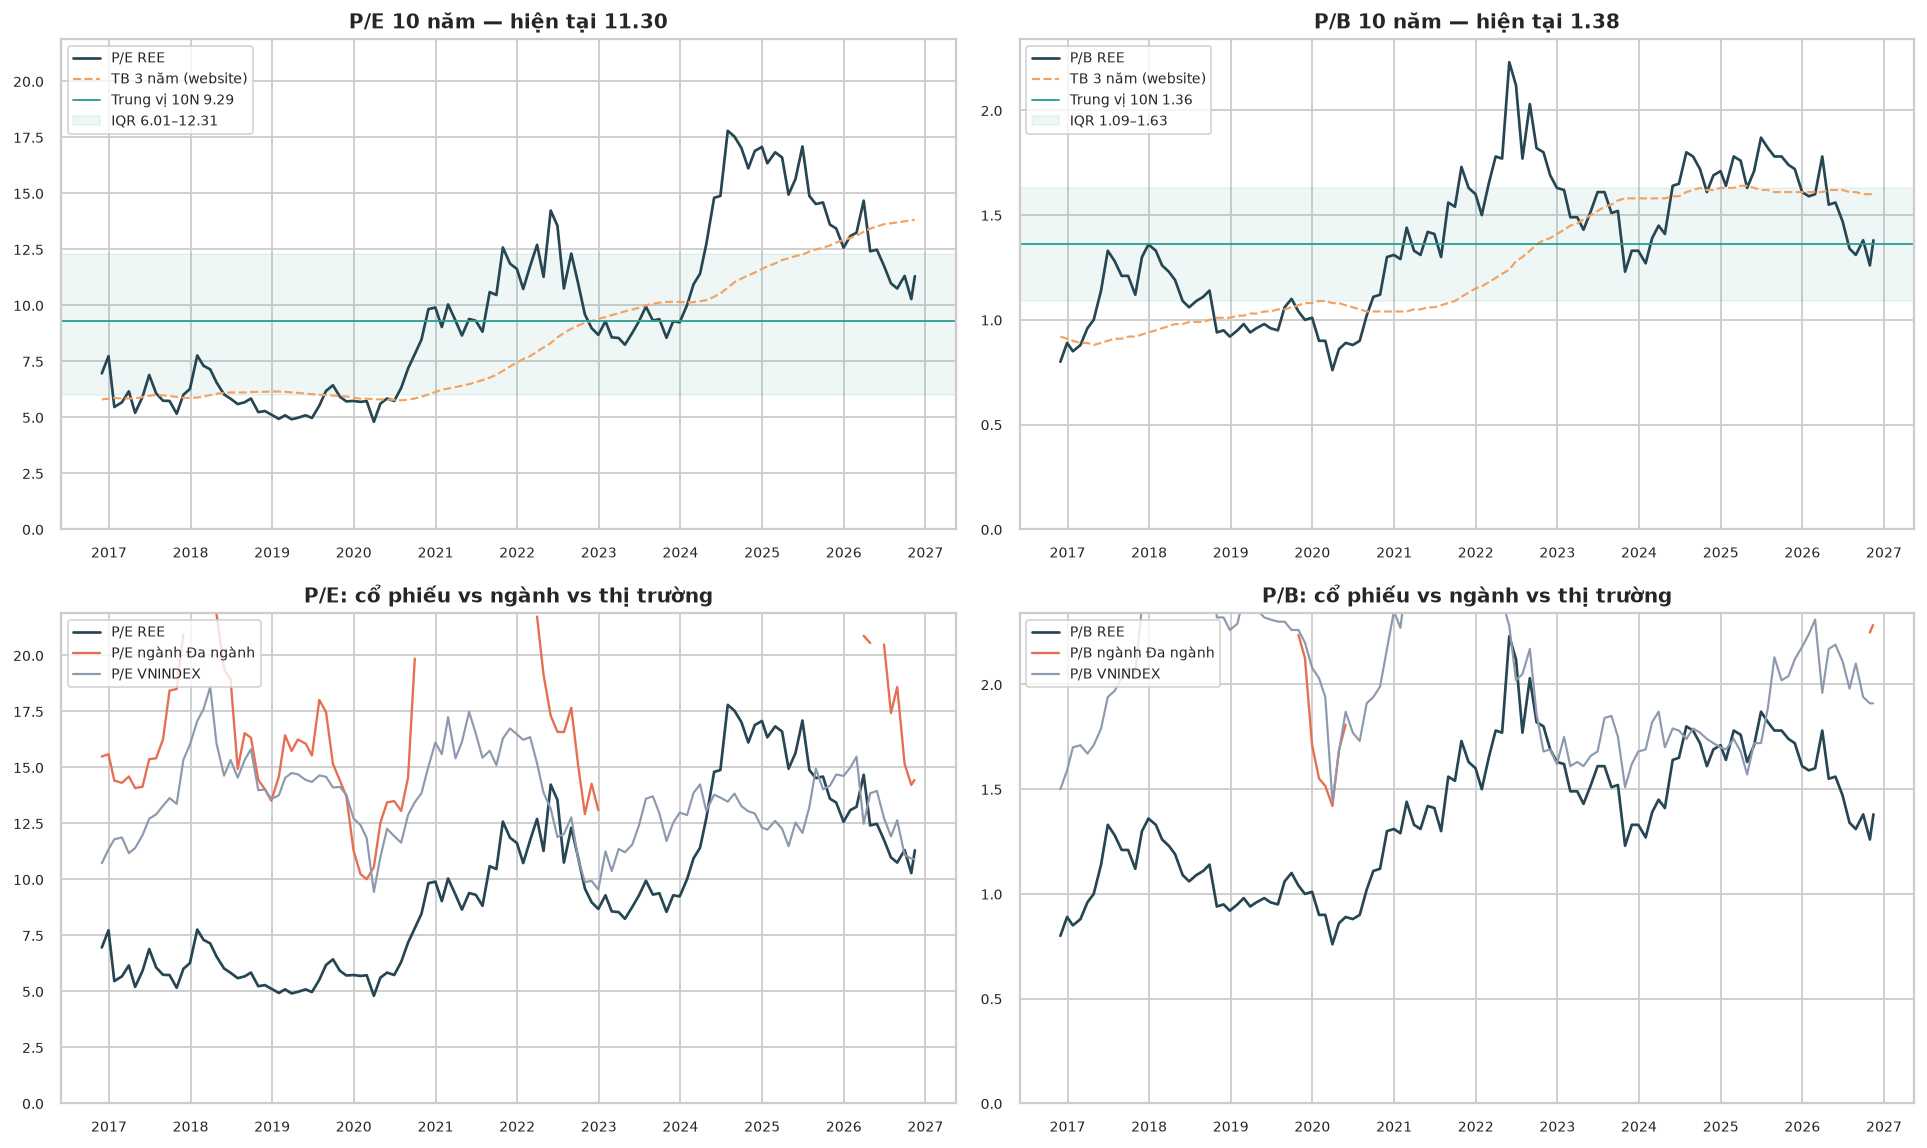 P/E 10 năm — hiện tại 11.30
P/E REE
TB 3 năm (website)
Trung vị 10N 9.29
IQR 6.01–12.31
20.0
17.5
15.0
12.5
10.0
7.5
5.0
2.5
0.0
2017 2018 2019 2020 2021 2022 2023 2024 2025 2026 2027
P/B 10 năm — hiện tại 1.38
P/B REE
TB 3 năm (website)
Trung vị 10N 1.36
IQR 1.09–1.63
2.0
1.5
1.0
0.5
0.0
2017 2018 2019 2020 2021 2022 2023 2024 2025 2026 2027
P/E: cổ phiếu vs ngành vs thị trường
P/E REE
P/E ngành Đa ngành
P/E VNINDEX
20.0
17.5
15.0
12.5
10.0
7.5
5.0
2.5
0.0
2017 2018 2019 2020 2021 2022 2023 2024 2025 2026 2027
P/B: cổ phiếu vs ngành vs thị trường
P/B REE
P/B ngành Đa ngành
P/B VNINDEX
2.0
1.5
1.0
0.5
0.0
2017 2018 2019 2020 2021 2022 2023 2024 2025 2026 2027